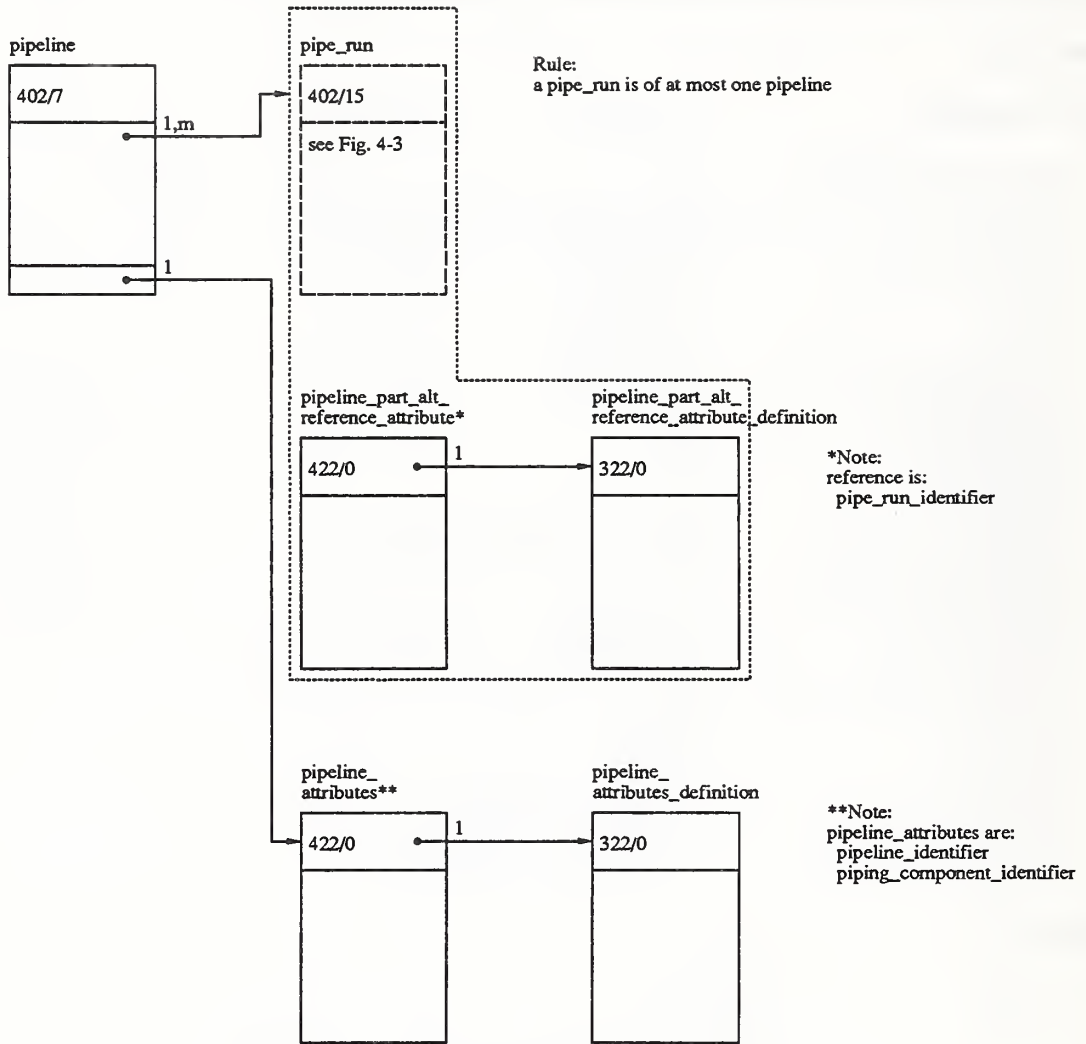 pipeline
402/7
1,m
1
pipe_run
402/15
see Fig. 4-3
Rule:
a pipe_run is of at most one pipeline
pipeline_part_alt_
reference_attribute*
422/0
1
pipeline_part_alt_
reference_attribute_definition
322/0
*Note:
reference is:
pipe_run_identifier
pipeline_
attributes**
422/0
1
pipeline_
attributes_definition
322/0
**Note:
pipeline_attributes are:
pipeline_identifier
piping_component_identifier